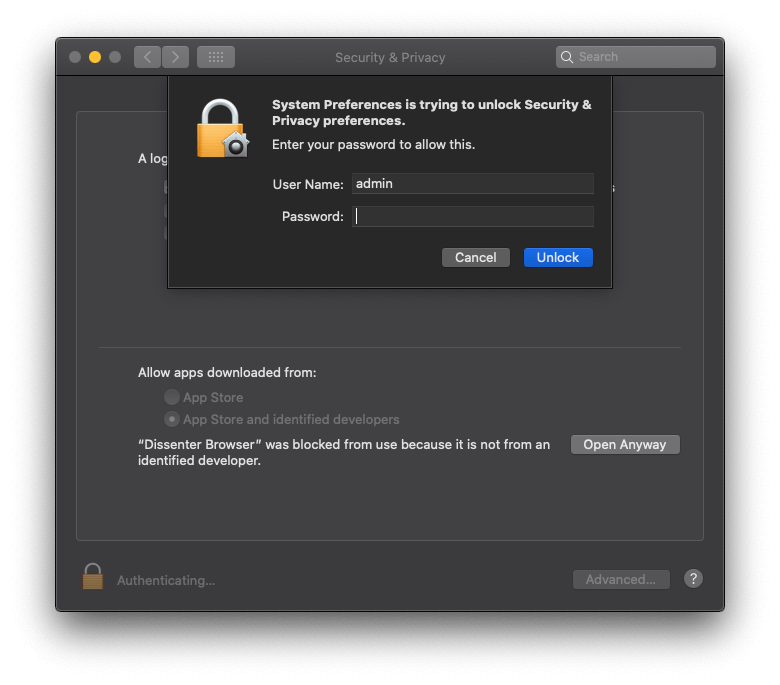 Security & Privacy
Search
System Preferences is trying to unlock Security &
Privacy preferences.
Enter your password to allow this.
User Name: admin
Password:
Cancel
Unlock
A log
s
Allow apps downloaded from:
App Store
App Store and identified developers
“Dissenter Browser” was blocked from use because it is not from an
identified developer.
Open Anyway
Authenticating...
Advanced...
?